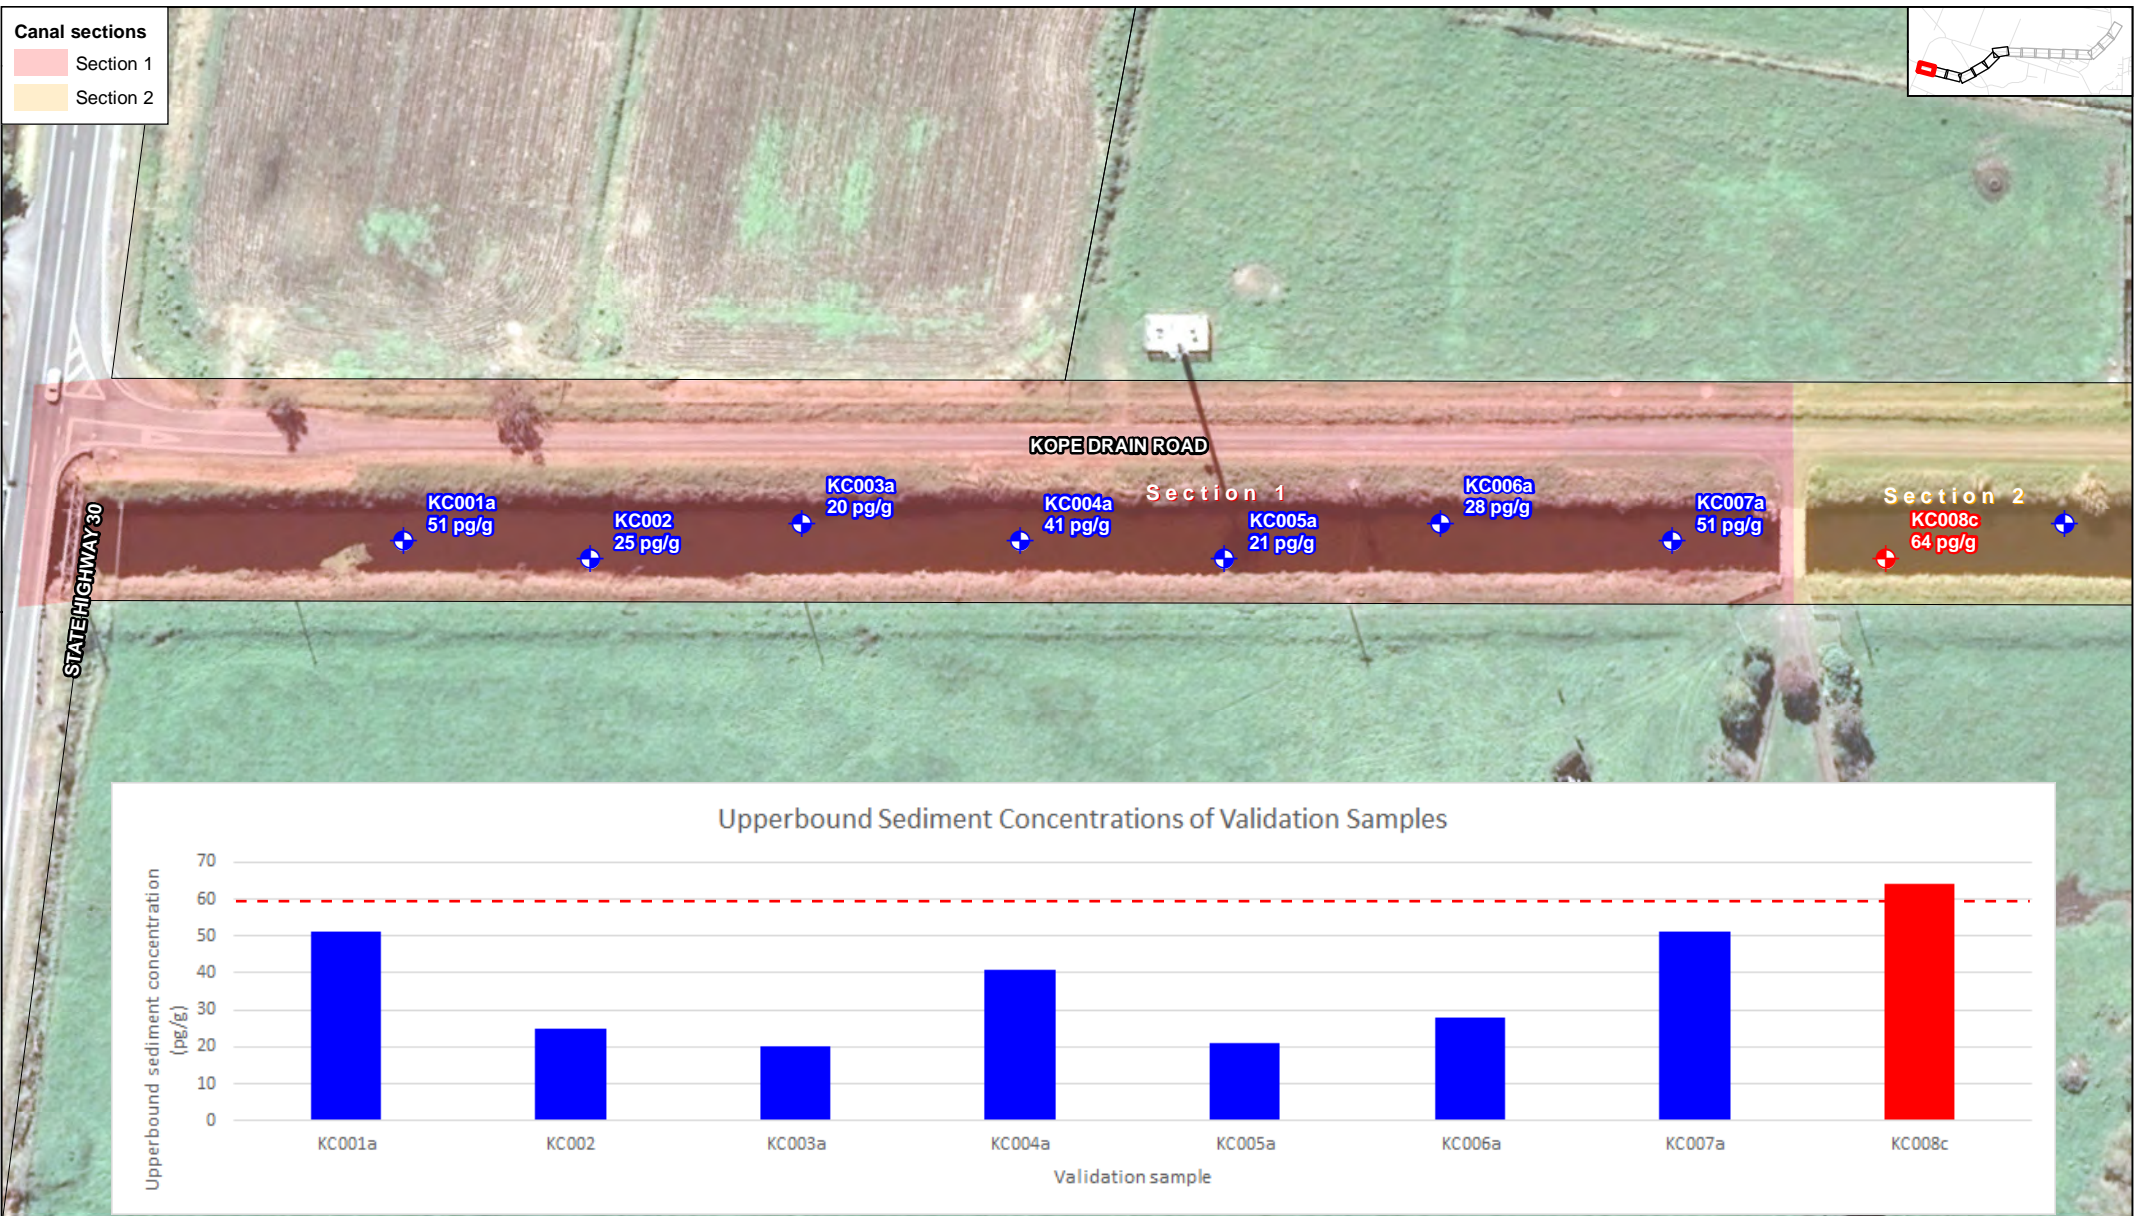 Canal sections
Section 1
Section 2
KOPE DRAIN ROAD
STATE HIGHWAY 30
KC001a
51 pg/g
KC002
25 pg/g
KC003a
20 pg/g
KC004a
41 pg/g
Section 1
KC005a
21 pg/g
KC006a
28 pg/g
KC007a
51 pg/g
Section 2
KC008c
64 pg/g
Upperbound Sediment Concentrations of Validation Samples
Upperbound sediment concentration
(pg/g)
70
60
50
40
30
20
10
0
KC001a
KC002
KC003a
KC004a
KC005a
KC006a
KC007a
KC008c
Validation sample